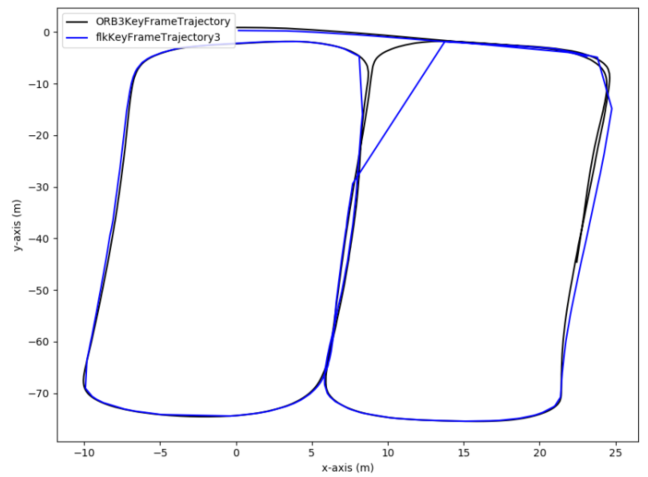 ORB3KeyFrameTrajectory
flkKeyFrameTrajectory3
0
−10
−20
−30
−40
−50
−60
−70
y-axis (m)
−10 −5 0 5 10 15 20 25
x-axis (m)